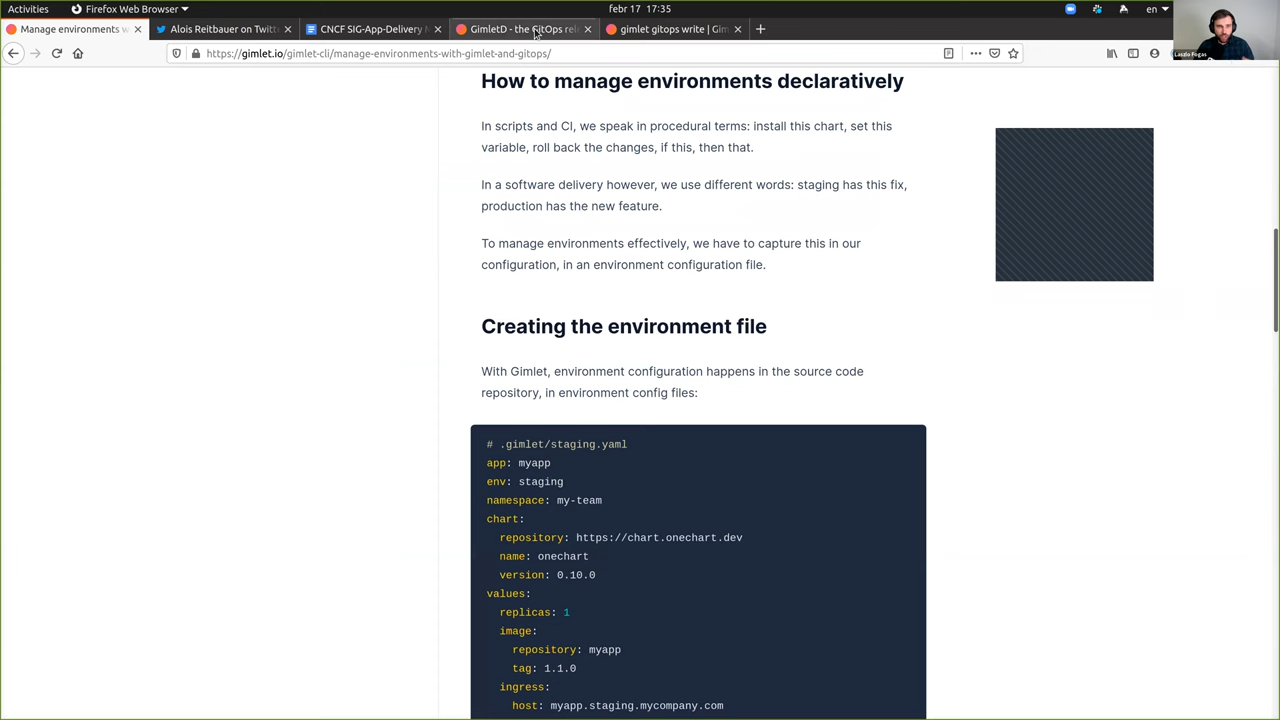 Activities
Firefox Web Browser
febr 17 17:35
en
Manage environments w
Alois Reitbauer on Twitt
CNCF SIG-App-Delivery M
GimletD - the GitOps rel
gimlet gitops write | Gim
https://gimlet.io/gimlet-cli/manage-environments-with-gimlet-and-gitops/
Laszlo Fogas
How to manage environments declaratively
In scripts and CI, we speak in procedural terms: install this chart, set this
variable, roll back the changes, if this, then that.
In a software delivery however, we use different words: staging has this fix,
production has the new feature.
To manage environments effectively, we have to capture this in our
configuration, in an environment configuration file.
Creating the environment file
With Gimlet, environment configuration happens in the source code
repository, in environment config files:
# .gimlet/staging.yaml
app: myapp
env: staging
namespace: my-team
chart:
repository: https://chart.onechart.dev
name: onechart
version: 0.10.0
values:
replicas: 1
image:
repository: myapp
tag: 1.1.0
ingress:
host: myapp.staging.mycompany.com